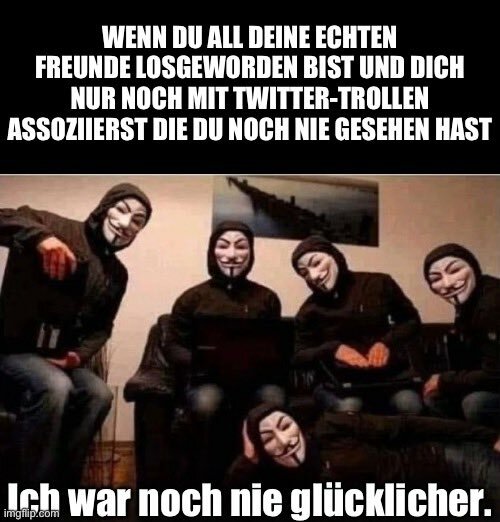 WENN DU ALL DEINE ECHTEN
FREUNDE LOSGEWORDEN BIST UND DICH
NUR NOCH MIT TWITTER-TROLLEN
ASSOZIIERST DIE DU NOCH NIE GESEHEN HAST
Ich war noch nie glücklicher.
imgflip.com